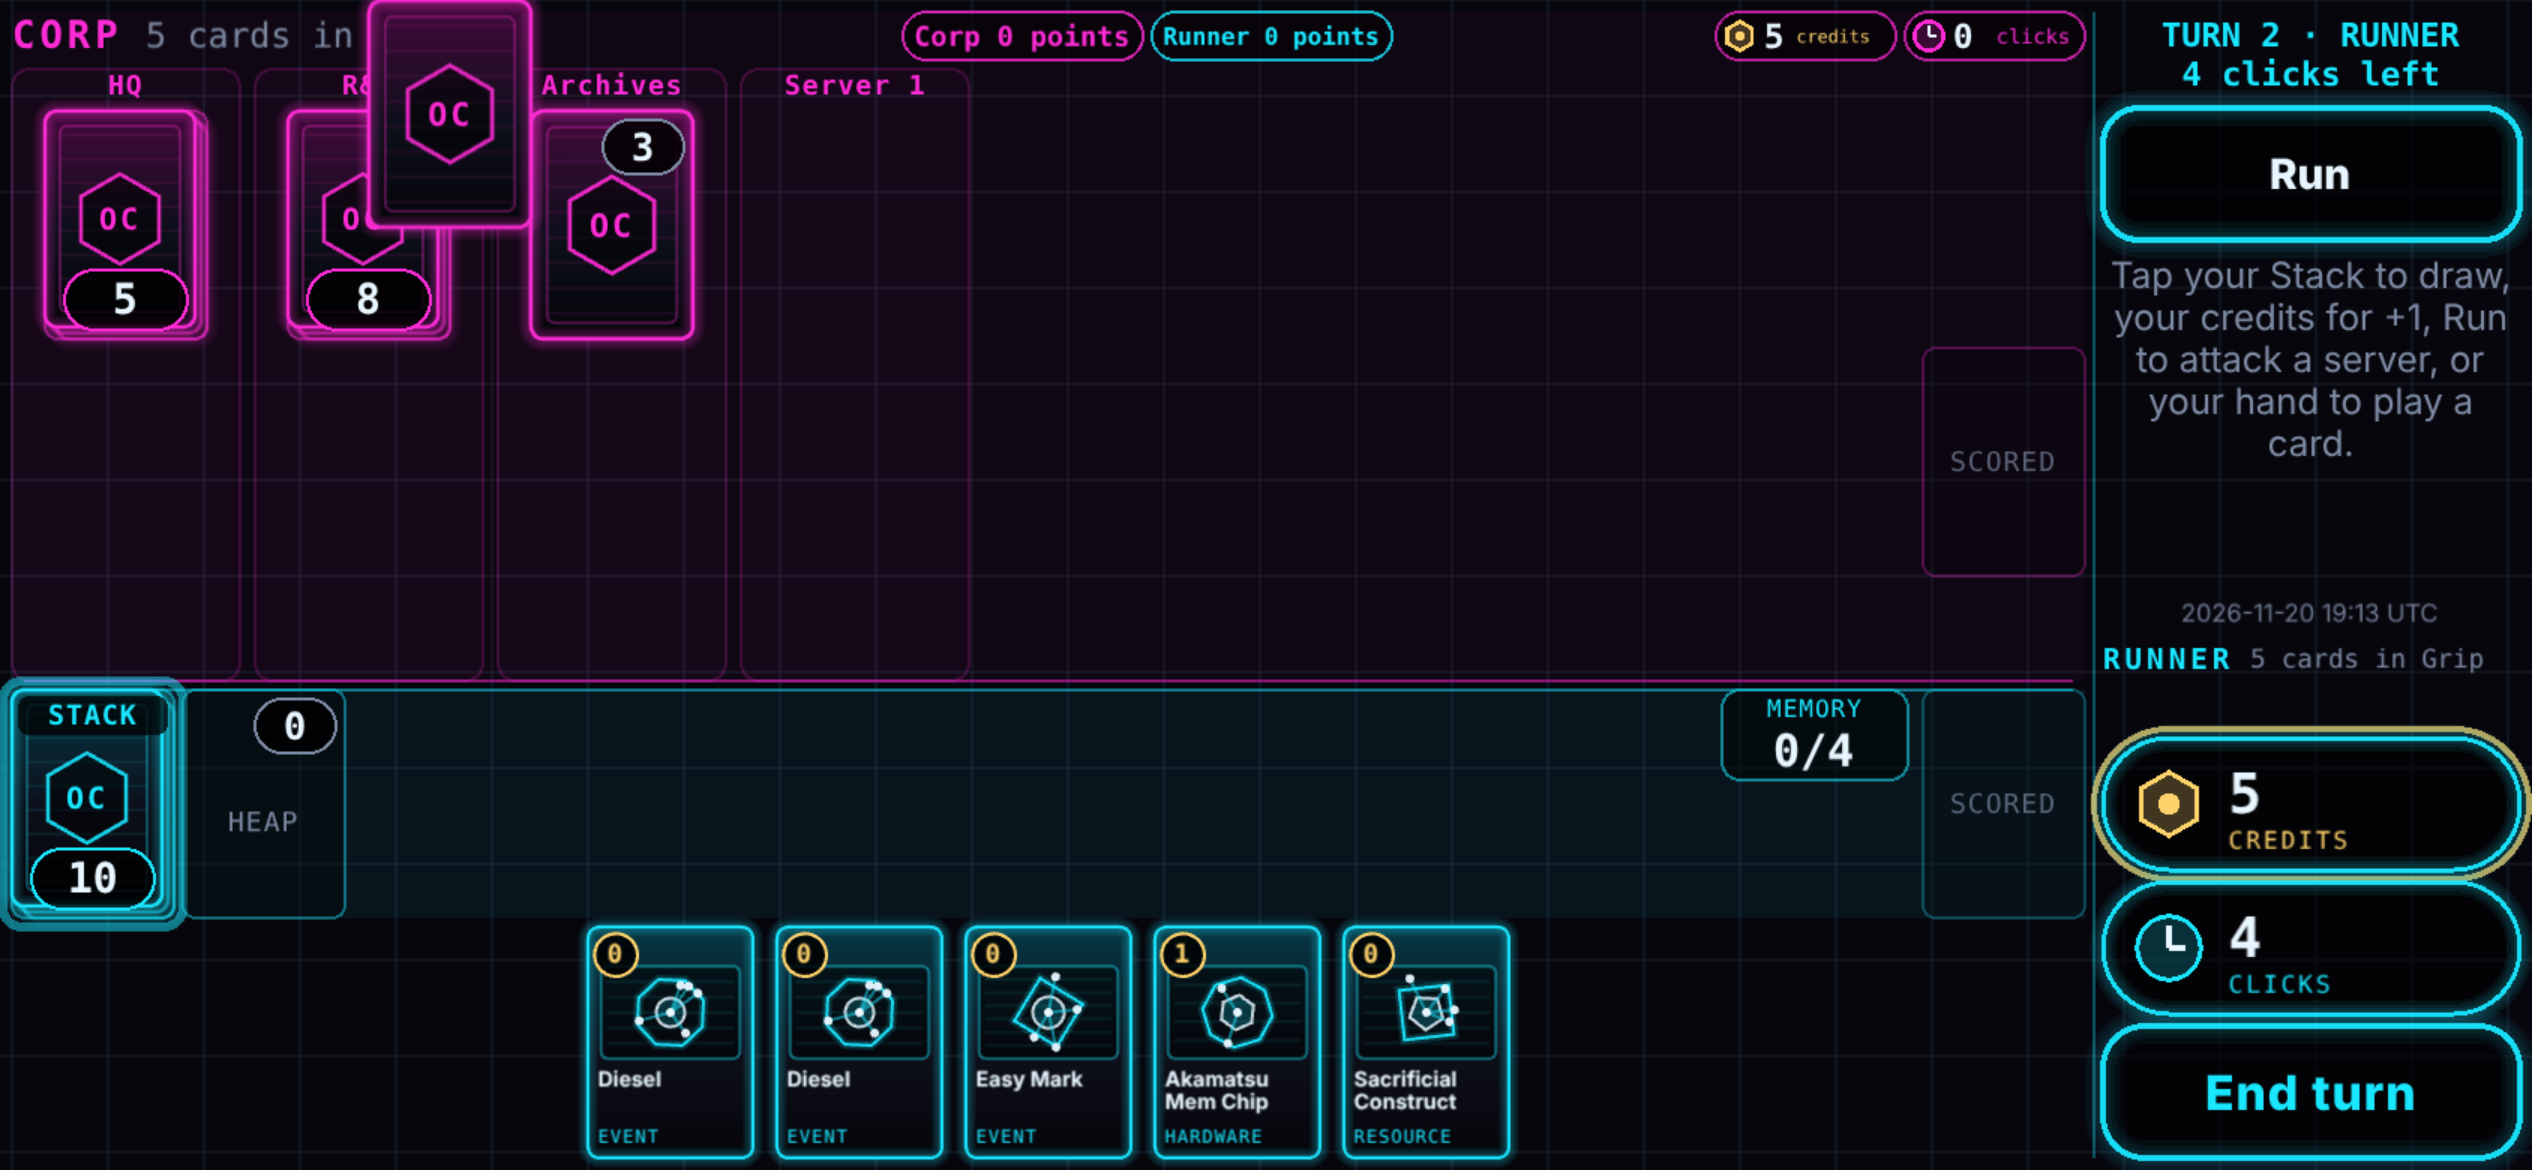 CORP 5 cards in
Corp 0 points
Runner 0 points
5 credits
0 clicks
HQ
Archives
Server 1
OC
5
OC
8
OC
3
OC
SCORED
TURN 2 · RUNNER
4 clicks left
Run
Tap your Stack to draw,
your credits for +1, Run
to attack a server, or
your hand to play a
card.
2026-11-20 19:13 UTC
RUNNER 5 cards in Grip
STACK
OC
10
0
HEAP
MEMORY
0/4
SCORED
5
CREDITS
4
CLICKS
End turn
0
Diesel
EVENT
0
Diesel
EVENT
0
Easy Mark
EVENT
1
Akamatsu
Mem Chip
HARDWARE
0
Sacrificial
Construct
RESOURCE